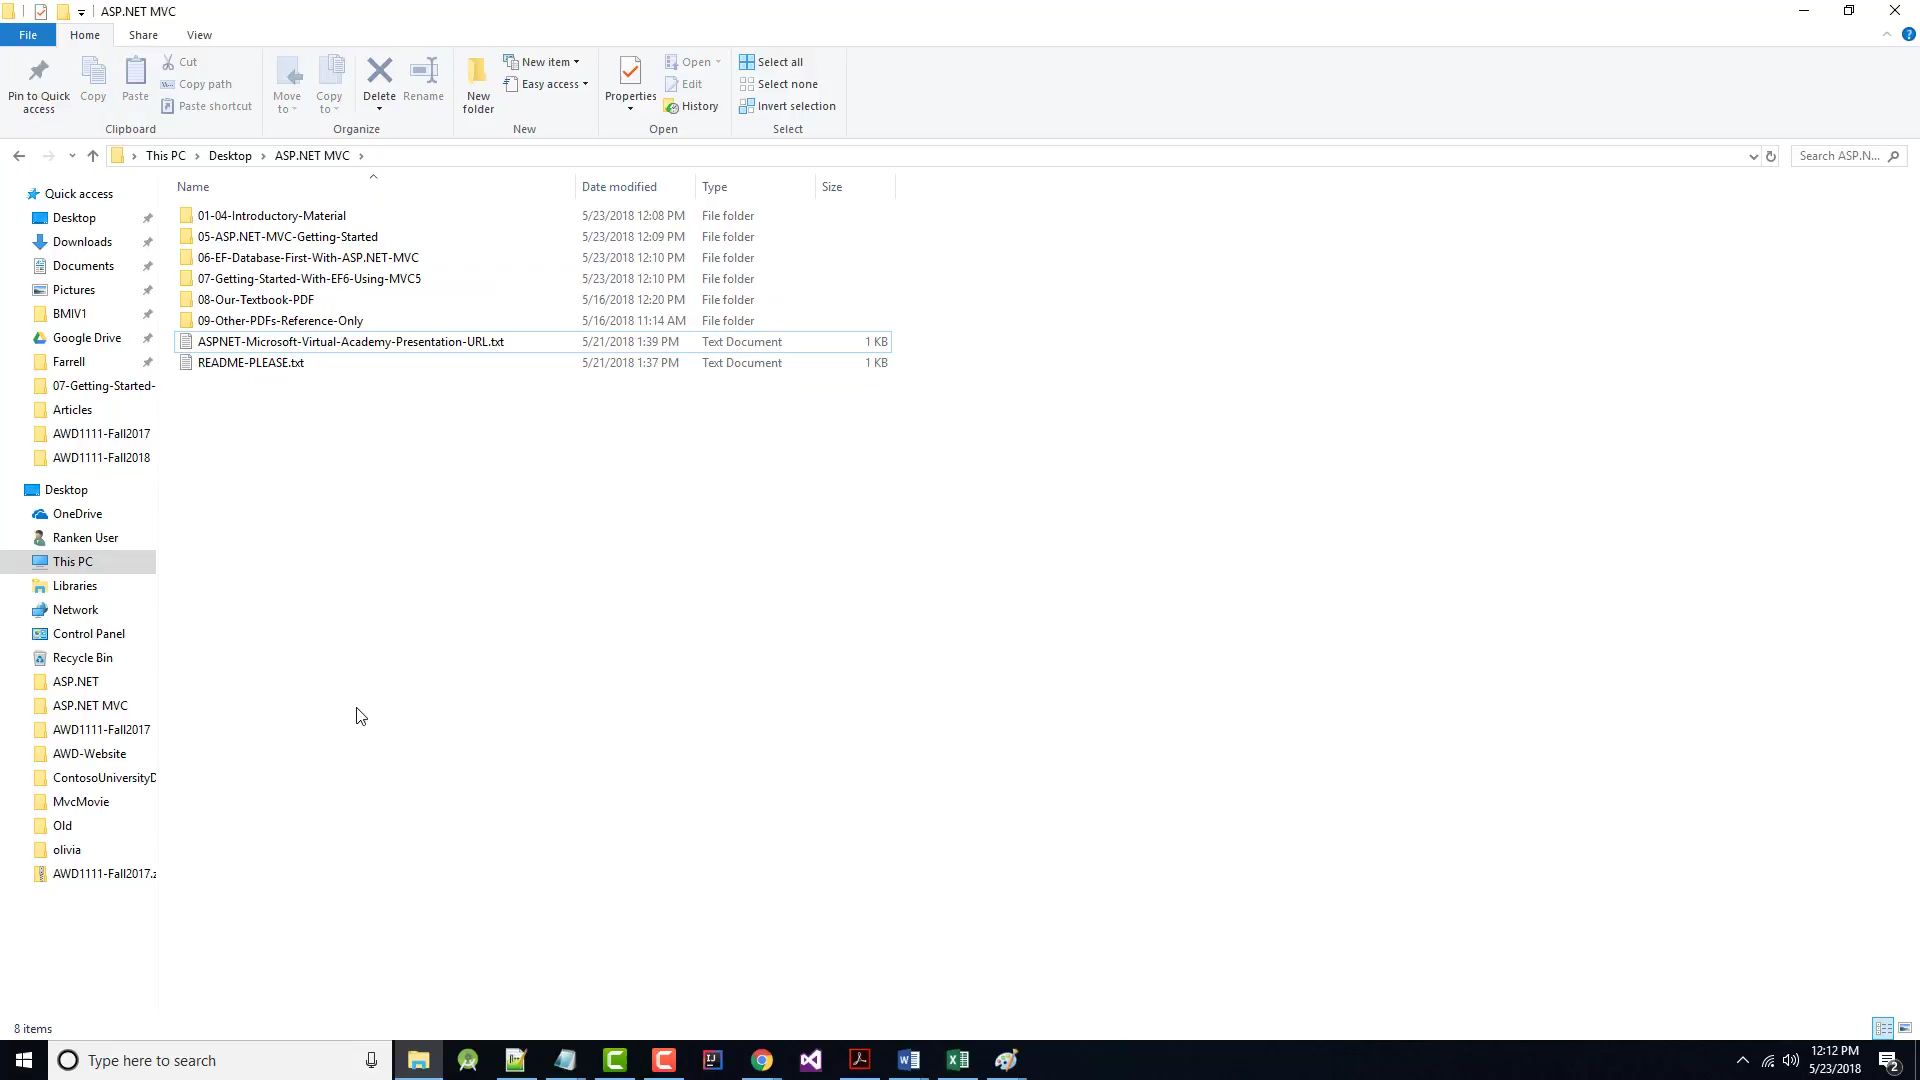 ASP.NET MVC
File Home Share View
Pin to Quick access
Copy
Paste
Cut
Copy path
Paste shortcut
Clipboard
Move to
Copy to
Delete
Rename
Organize
New folder
New item
Easy access
New
Properties
Open
Edit
History
Open
Select all
Select none
Invert selection
Select
This PC > Desktop > ASP.NET MVC >
Search ASP.N...
Name Date modified Type Size
01-04-Introductory-Material 5/23/2018 12:08 PM File folder
05-ASP.NET-MVC-Getting-Started 5/23/2018 12:09 PM File folder
06-EF-Database-First-With-ASP.NET-MVC 5/23/2018 12:10 PM File folder
07-Getting-Started-With-EF6-Using-MVC5 5/23/2018 12:10 PM File folder
08-Our-Textbook-PDF 5/16/2018 12:20 PM File folder
09-Other-PDFs-Reference-Only 5/16/2018 11:14 AM File folder
ASPNET-Microsoft-Virtual-Academy-Presentation-URL.txt 5/21/2018 1:39 PM Text Document 1 KB
README-PLEASE.txt 5/21/2018 1:37 PM Text Document 1 KB
Quick access
Desktop
Downloads
Documents
Pictures
BMIV1
Google Drive
Farrell
07-Getting-Started-
Articles
AWD1111-Fall2017
AWD1111-Fall2018
Desktop
OneDrive
Ranken User
This PC
Libraries
Network
Control Panel
Recycle Bin
ASP.NET
ASP.NET MVC
AWD1111-Fall2017
AWD-Website
ContosoUniversityD
MvcMovie
Old
olivia
AWD1111-Fall2017.z
8 items
Type here to search
12:12 PM
5/23/2018
2